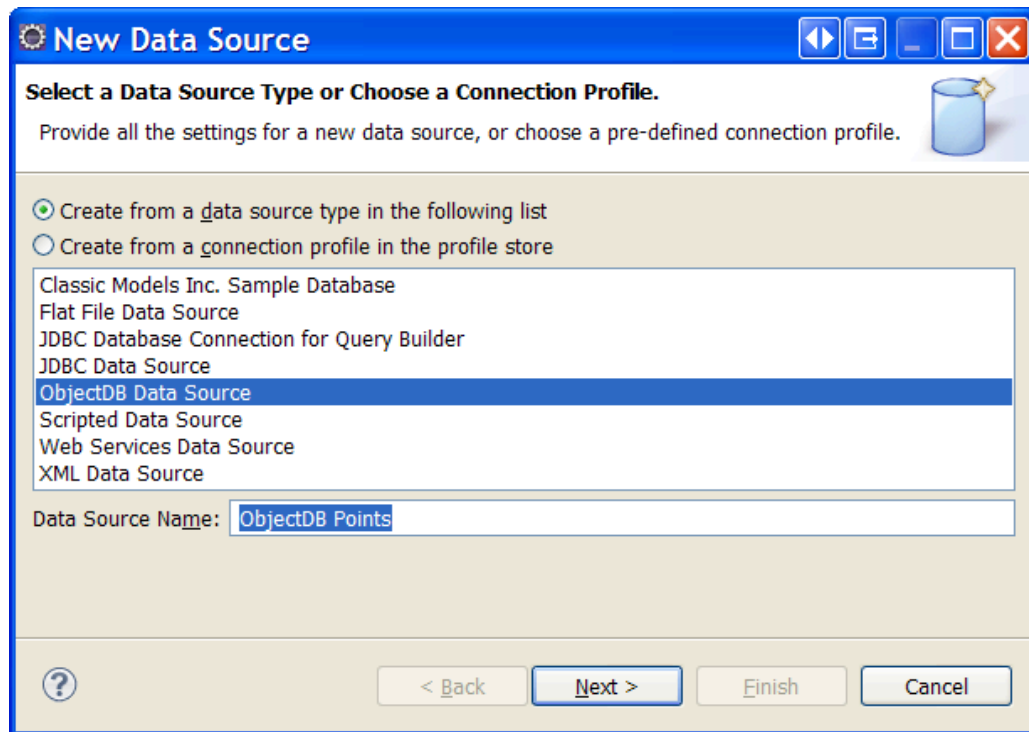 New Data Source
Select a Data Source Type or Choose a Connection Profile.
Provide all the settings for a new data source, or choose a pre-defined connection profile.
Create from a data source type in the following list
Create from a connection profile in the profile store
Classic Models Inc. Sample Database
Flat File Data Source
JDBC Database Connection for Query Builder
JDBC Data Source
ObjectDB Data Source
Scripted Data Source
Web Services Data Source
XML Data Source
Data Source Name: ObjectDB Points
? < Back Next > Finish Cancel